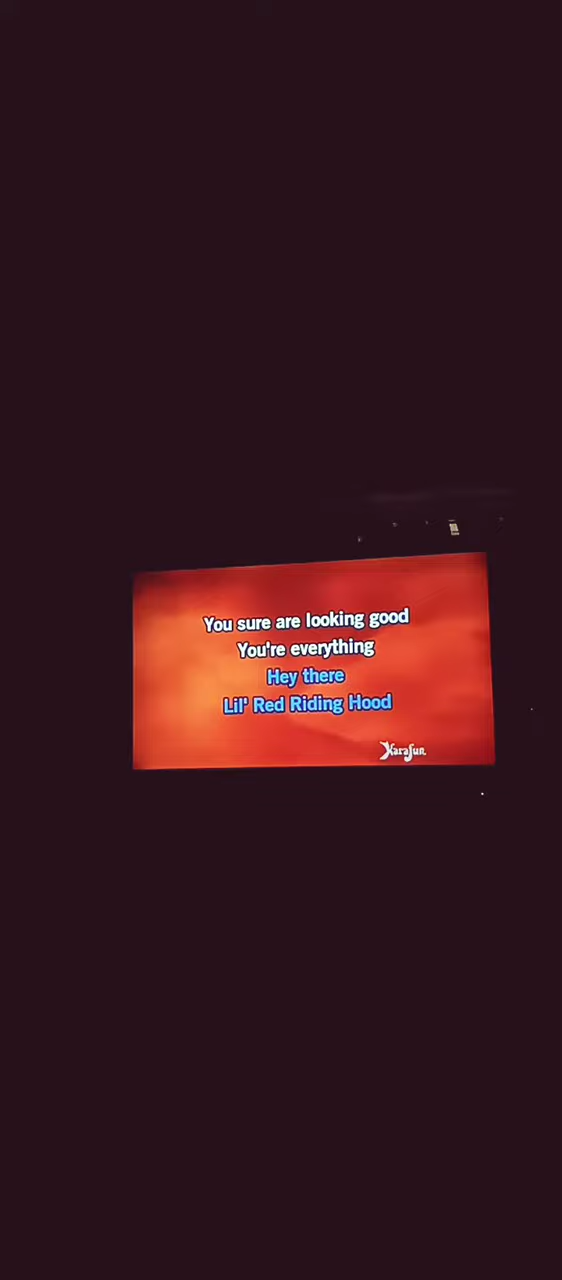 You sure are looking good
You're everything
Hey there
Lil' Red Riding Hood
KaraFun